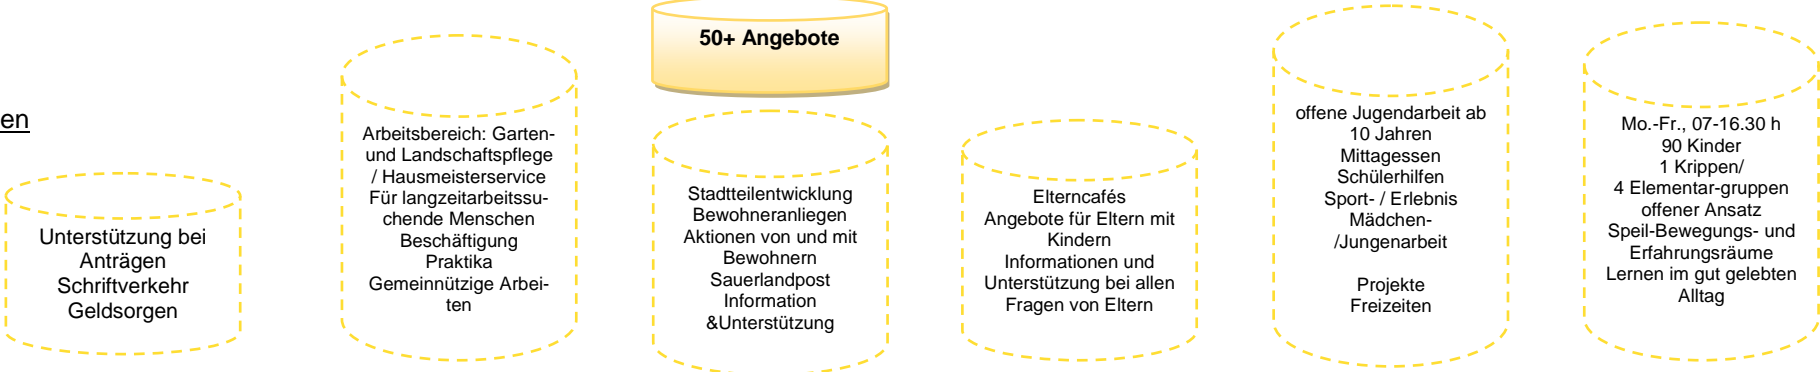 en
Unterstützung bei
Anträgen
Schriftverkehr
Geldsorgen
Arbeitsbereich: Garten-
und Landschaftspflege
/ Hausmeisterservice
Für langzeitarbeitssu-
chende Menschen
Beschäftigung
Praktika
Gemeinnützige Arbei-
ten
50+ Angebote
Stadtteilentwicklung
Bewohneranliegen
Aktionen von und mit
Bewohnern
Sauerlandpost
Information
&Unterstützung
Elterncafés
Angebote für Eltern mit
Kindern
Informationen und
Unterstützung bei allen
Fragen von Eltern
offene Jugendarbeit ab
10 Jahren
Mittagessen
Schülerhilfen
Sport- / Erlebnis
Mädchen-
/Jungenarbeit
Projekte
Freizeiten
Mo.-Fr., 07-16.30 h
90 Kinder
1 Krippen/
4 Elementar-gruppen
offener Ansatz
Speil-Bewegungs- und
Erfahrungsräume
Lernen im gut gelebten
Alltag